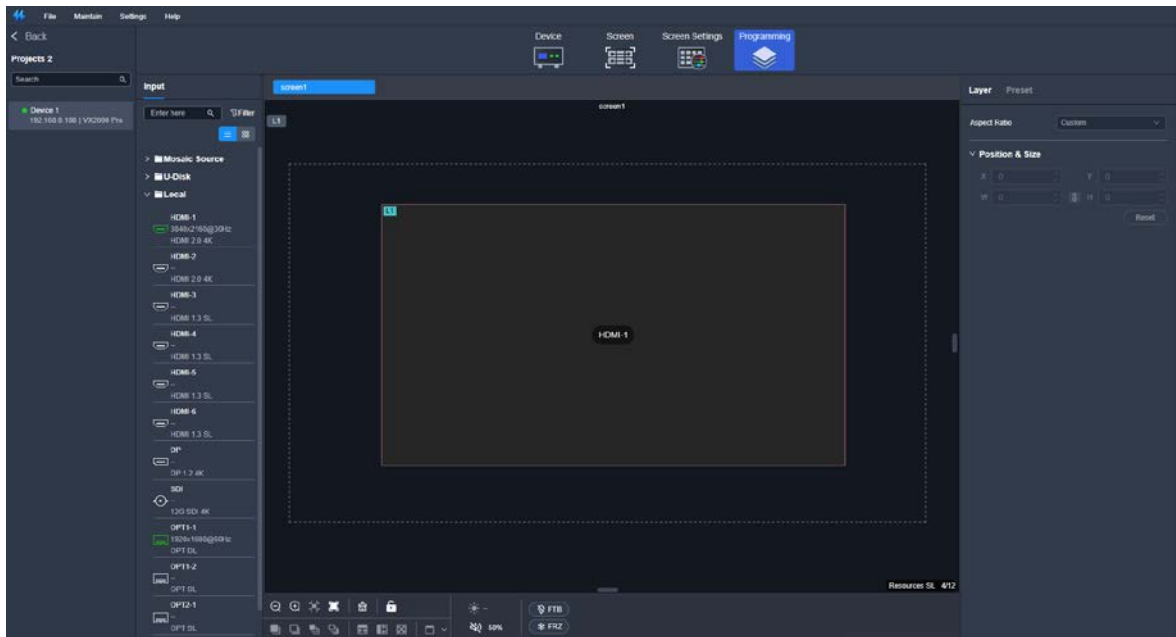 File Maintain Settings Help
Back
Projects 2
Search
Device 1
192.168.0.108 | VX2000 Pro
Device Screen Screen Settings Programming
Input
Enter here Filter
Mosaic Source
U-Disk
Local
HDMI-1
3840x2160@30Hz
HDMI 2.0 4K
HDMI-2
--
HDMI 2.0 4K
HDMI-3
--
HDMI 1.3 SL
HDMI-4
--
HDMI 1.3 SL
HDMI-5
--
HDMI 1.3 SL
HDMI-6
--
HDMI 1.3 SL
DP
--
DP 1.2 4K
SDI
--
12G SDI 4K
OPT1-1
1920x1080@60Hz
OPT DL
OPT1-2
--
OPT DL
OPT2-1
--
OPT DL
screen1
screen1
L1
L1
HDMI-1
Resources SL 4/12
--
50%
FTB
FRZ
Layer Preset
Aspect Ratio Custom
Position & Size
X 0 Y 0
W 0 H 0
Reset